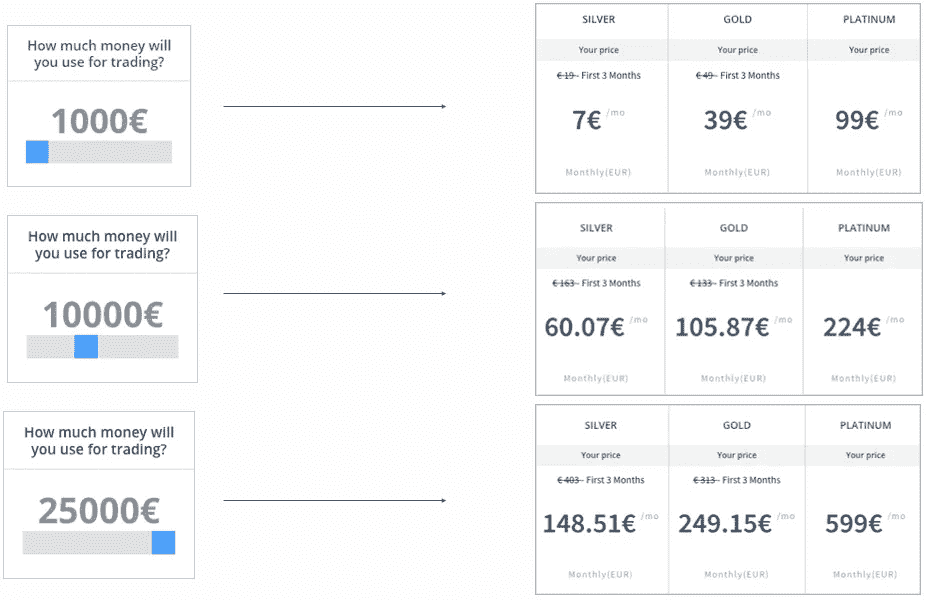 How much money will
you use for trading?
1000€
SILVER GOLD PLATINUM
Your price Your price Your price
€ 19 - First 3 Months € 49 - First 3 Months
7€ /mo 39€ /mo 99€ /mo
Monthly(EUR) Monthly(EUR) Monthly(EUR)
How much money will
you use for trading?
10000€
SILVER GOLD PLATINUM
Your price Your price Your price
€ 163 - First 3 Months € 133 - First 3 Months
60.07€ /mo 105.87€ /mo 224€ /mo
Monthly(EUR) Monthly(EUR) Monthly(EUR)
How much money will
you use for trading?
25000€
SILVER GOLD PLATINUM
Your price Your price Your price
€ 403 - First 3 Months € 313 - First 3 Months
148.51€ /mo 249.15€ /mo 599€ /mo
Monthly(EUR) Monthly(EUR) Monthly(EUR)